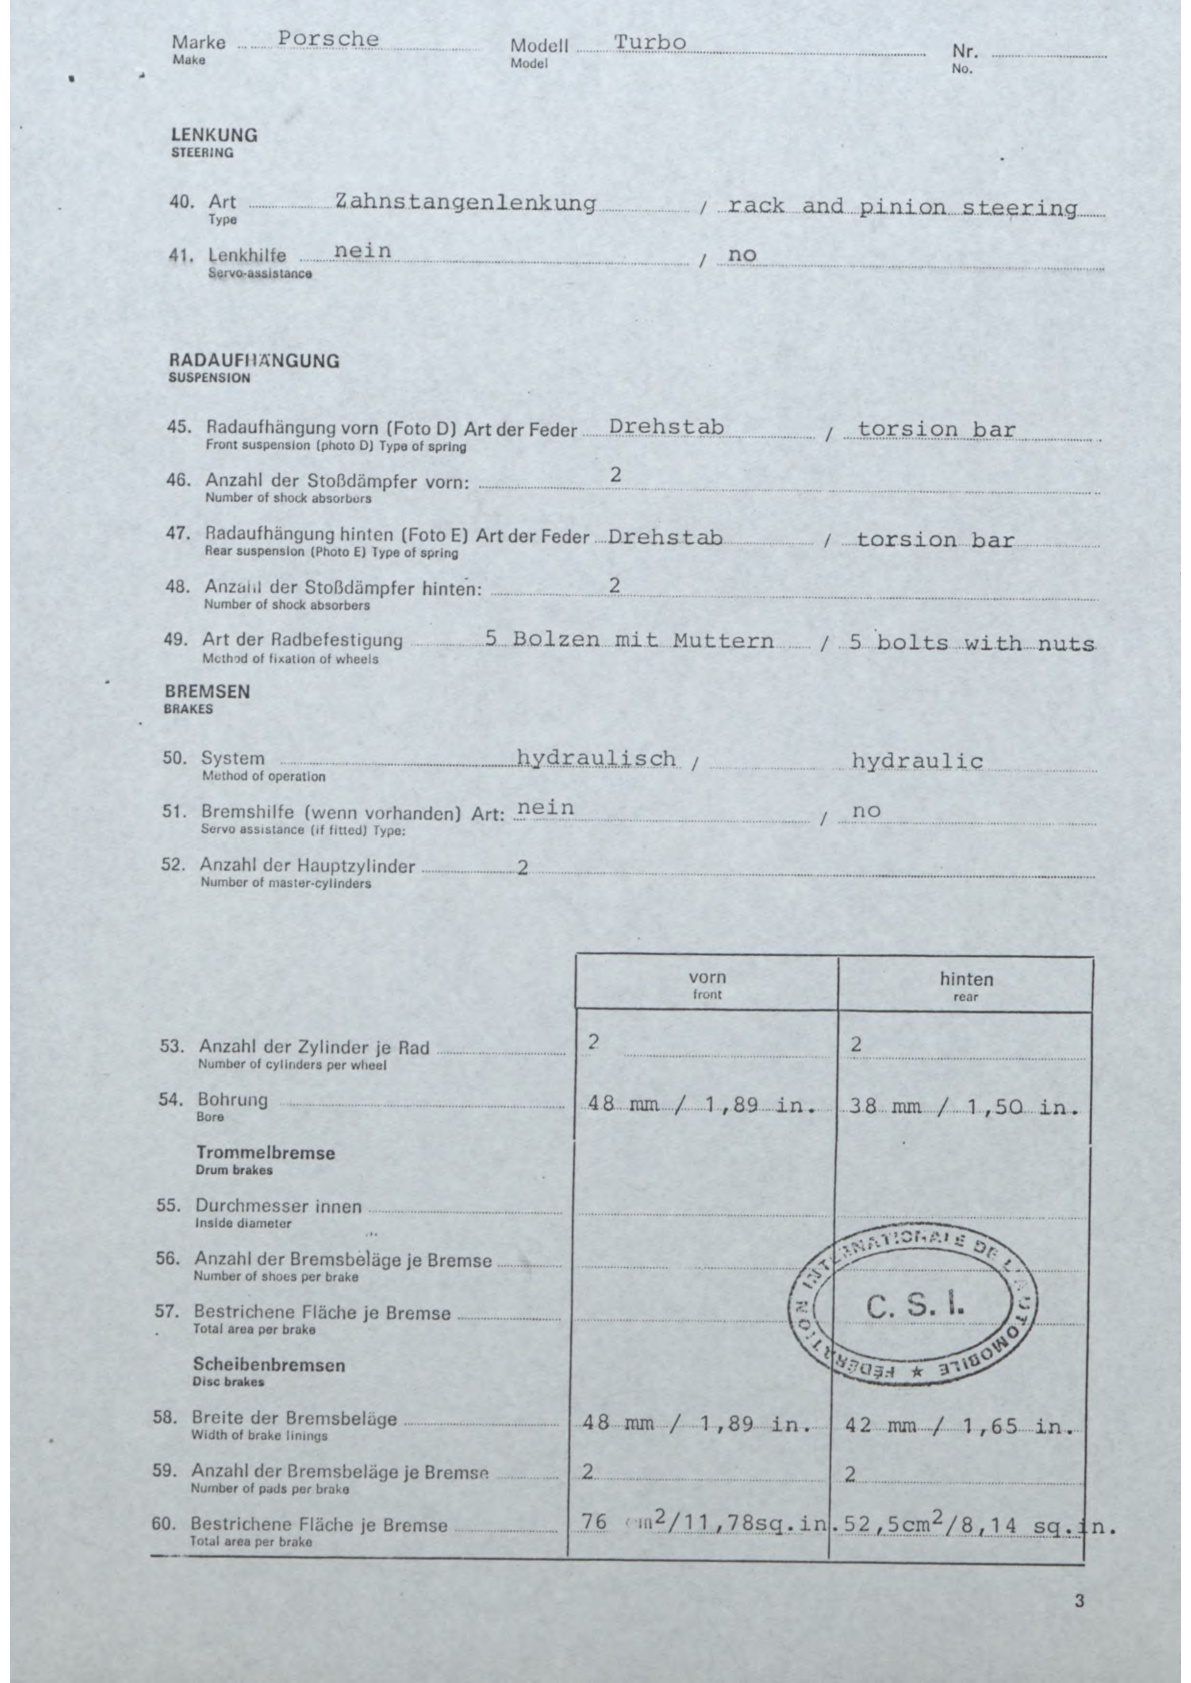 Marke Porsche Modell Turbo Nr.
Make Model No.
LENKUNG
STEERING
40. Art Zahnstangenlenkung / rack and pinion steering
Type
41. Lenkhilfe nein / no
Servo-assistance
RADAUFHÄNGUNG
SUSPENSION
45. Radaufhängung vorn (Foto D) Art der Feder Drehstab / torsion bar
Front suspension (photo D) Type of spring
46. Anzahl der Stoßdämpfer vorn: 2
Number of shock absorbers
47. Radaufhängung hinten (Foto E) Art der Feder Drehstab / torsion bar
Rear suspension (Photo E) Type of spring
48. Anzahl der Stoßdämpfer hinten: 2
Number of shock absorbers
49. Art der Radbefestigung 5 Bolzen mit Muttern / 5 bolts with nuts
Method of fixation of wheels
BREMSEN
BRAKES
50. System hydraulisch / hydraulic
Method of operation
51. Bremshilfe (wenn vorhanden) Art: nein / no
Servo assistance (if fitted) Type:
52. Anzahl der Hauptzylinder 2
Number of master-cylinders
vorn hinten
front rear
53. Anzahl der Zylinder je Rad 2 2
Number of cylinders per wheel
54. Bohrung 48 mm / 1,89 in. 38 mm / 1,50 in.
Bore
Trommelbremse
Drum brakes
55. Durchmesser innen
Inside diameter
56. Anzahl der Bremsbeläge je Bremse
Number of shoes per brake
57. Bestrichene Fläche je Bremse
Total area per brake
FEDERATION INTERNATIONALE DE L'AUTOMOBILE ★
C. S. I.
Scheibenbremsen
Disc brakes
58. Breite der Bremsbeläge 48 mm / 1,89 in. 42 mm / 1,65 in.
Width of brake linings
59. Anzahl der Bremsbeläge je Bremse 2 2
Number of pads per brake
60. Bestrichene Fläche je Bremse 76 cm²/11,78sq.in. 52,5cm²/8,14 sq.in.
Total area per brake
3